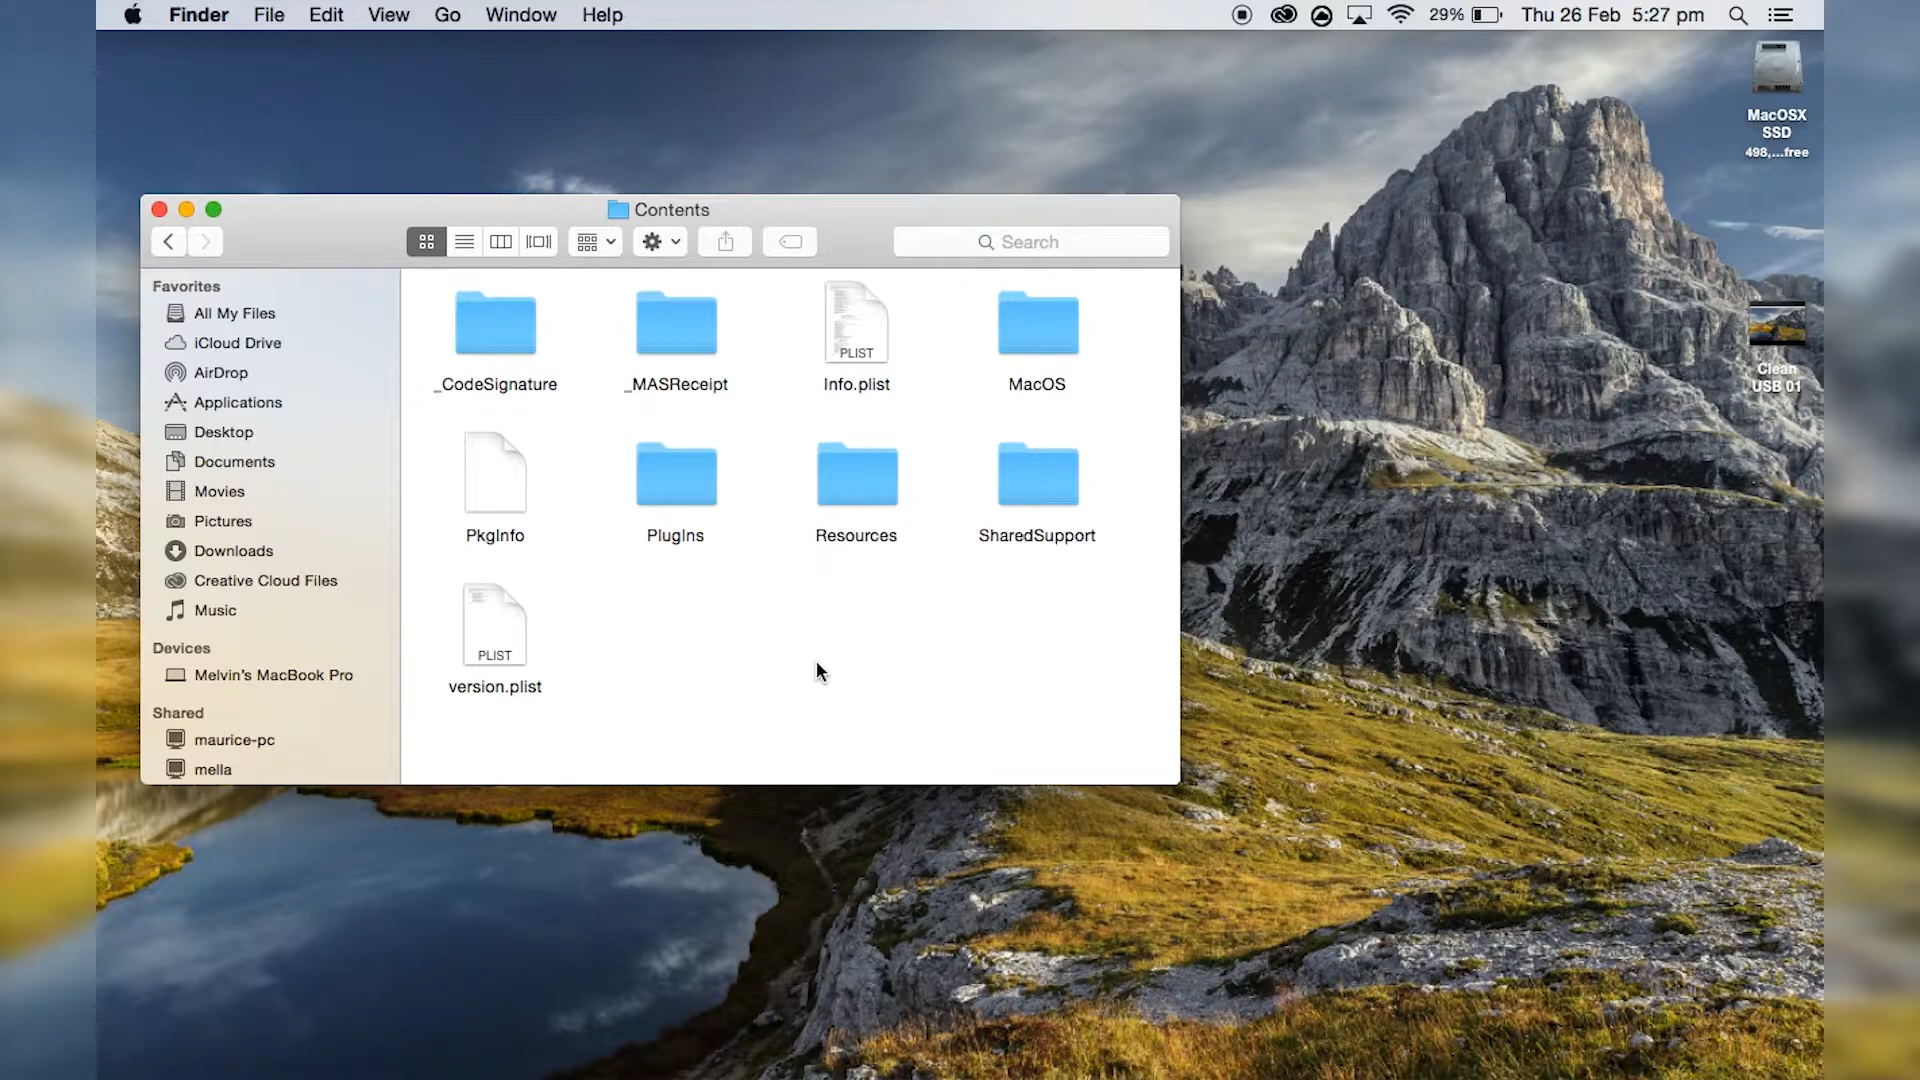 Finder File Edit View Go Window Help 29% Thu 26 Feb 5:27 pm
MacOSX
SSD
498,...free
Clean
USB 01
Contents
Search
Favorites
All My Files
iCloud Drive
AirDrop
Applications
Desktop
Documents
Movies
Pictures
Downloads
Creative Cloud Files
Music
Devices
Melvin's MacBook Pro
Shared
maurice-pc
mella
PLIST
_CodeSignature _MASReceipt Info.plist MacOS
PkgInfo PlugIns Resources SharedSupport
PLIST
version.plist